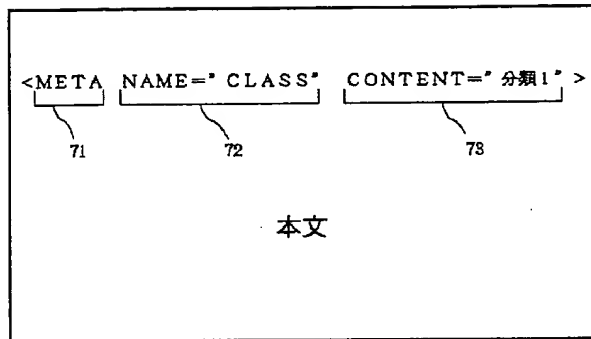 <META NAME="CLASS" CONTENT="分類1">
71 72 73
本文